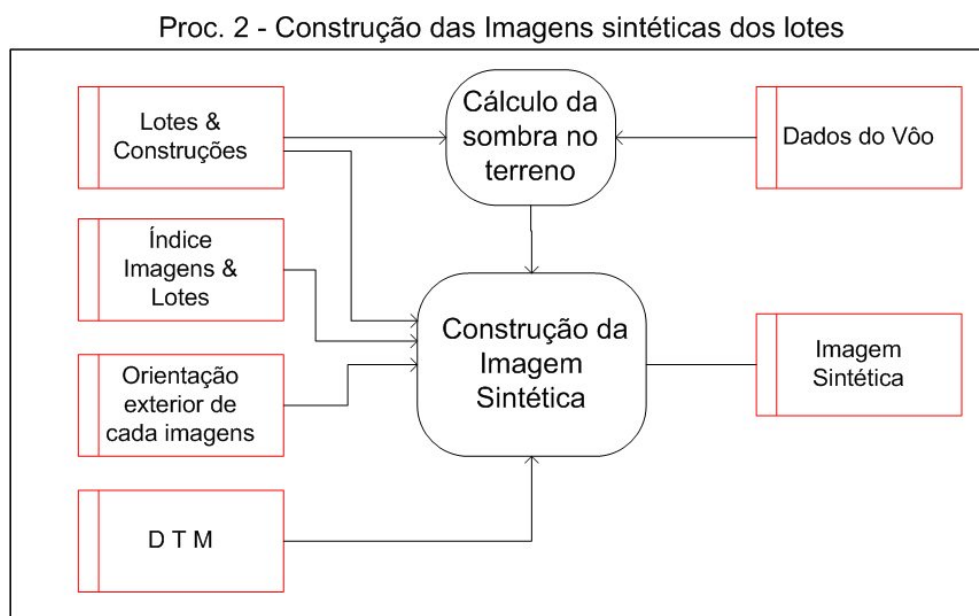 Proc. 2 - Construção das Imagens sintéticas dos lotes
Lotes &
Construções
Cálculo da
sombra no
terreno
Dados do Vôo
Índice
Imagens &
Lotes
Construção da
Imagem
Sintética
Imagem
Sintética
Orientação
exterior de
cada imagens
D T M